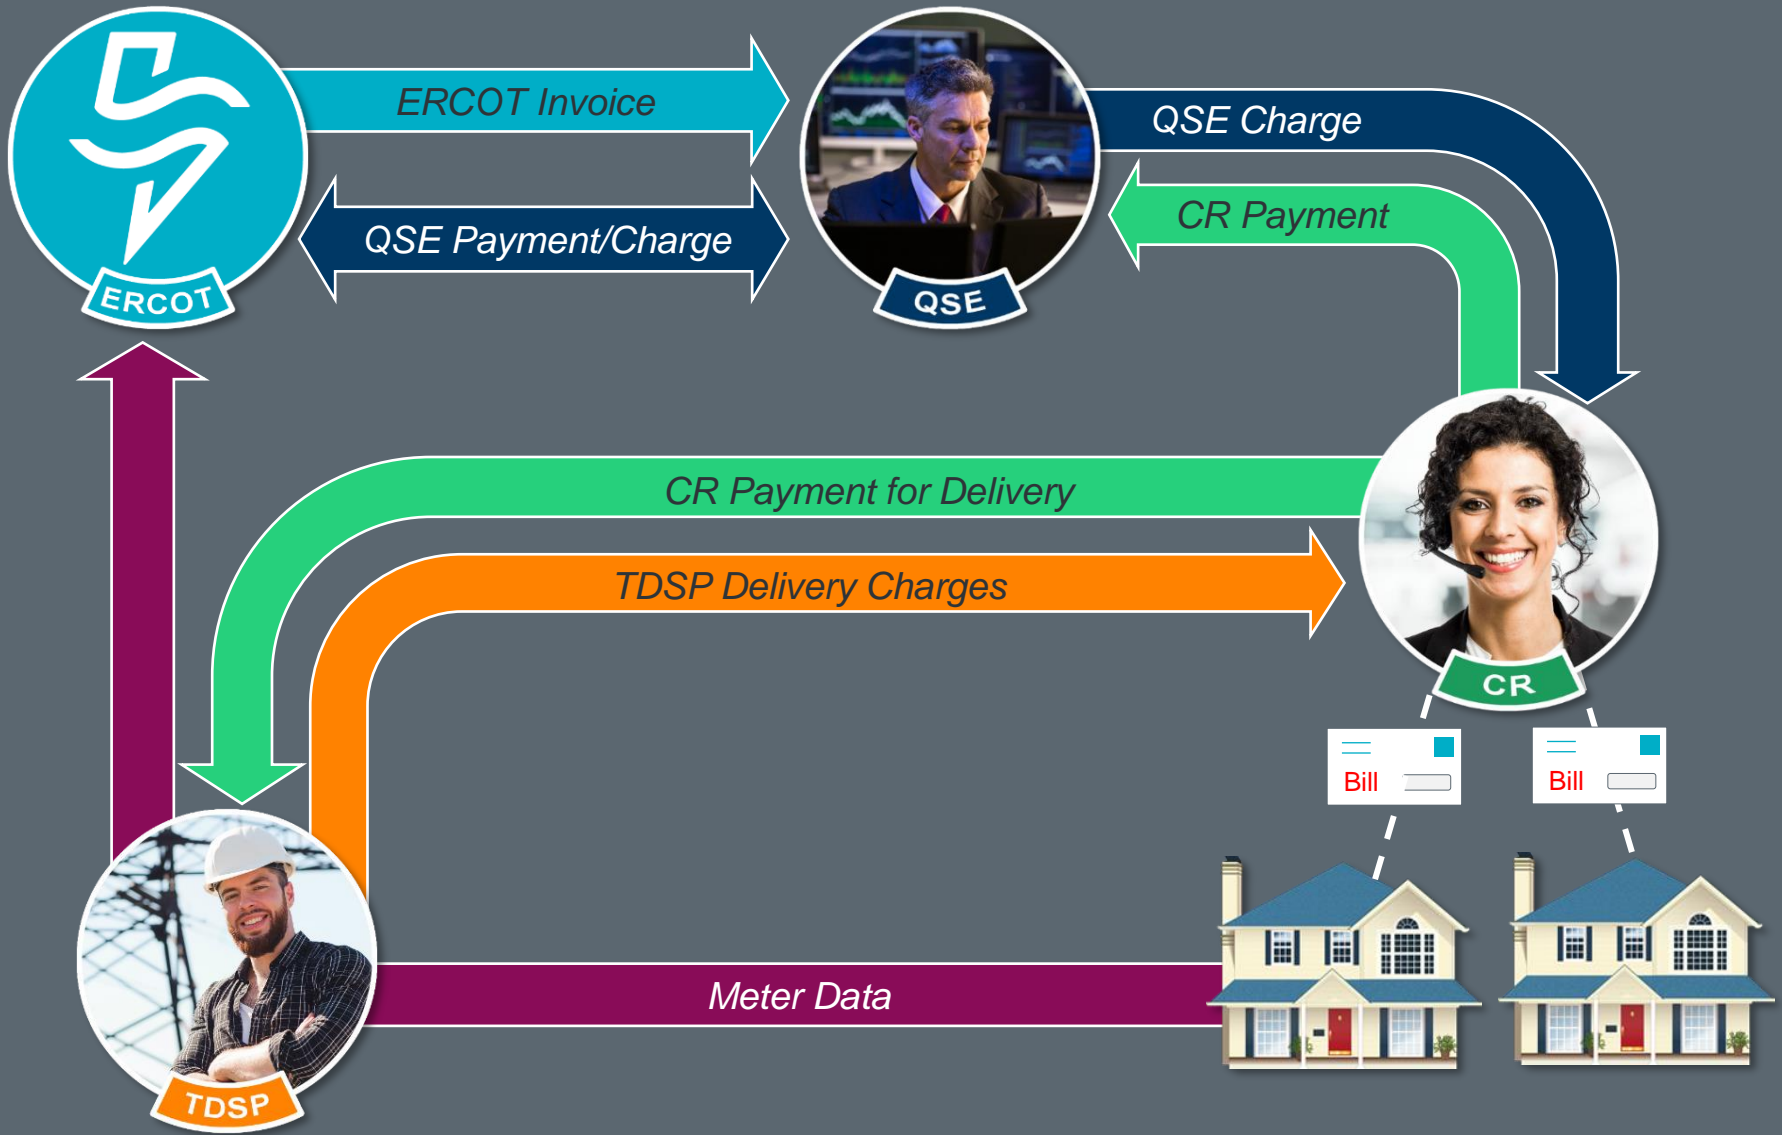 ERCOT Invoice
QSE Charge
CR Payment
QSE Payment/Charge
ERCOT
QSE
CR Payment for Delivery
TDSP Delivery Charges
CR
Bill
Bill
Meter Data
TDSP